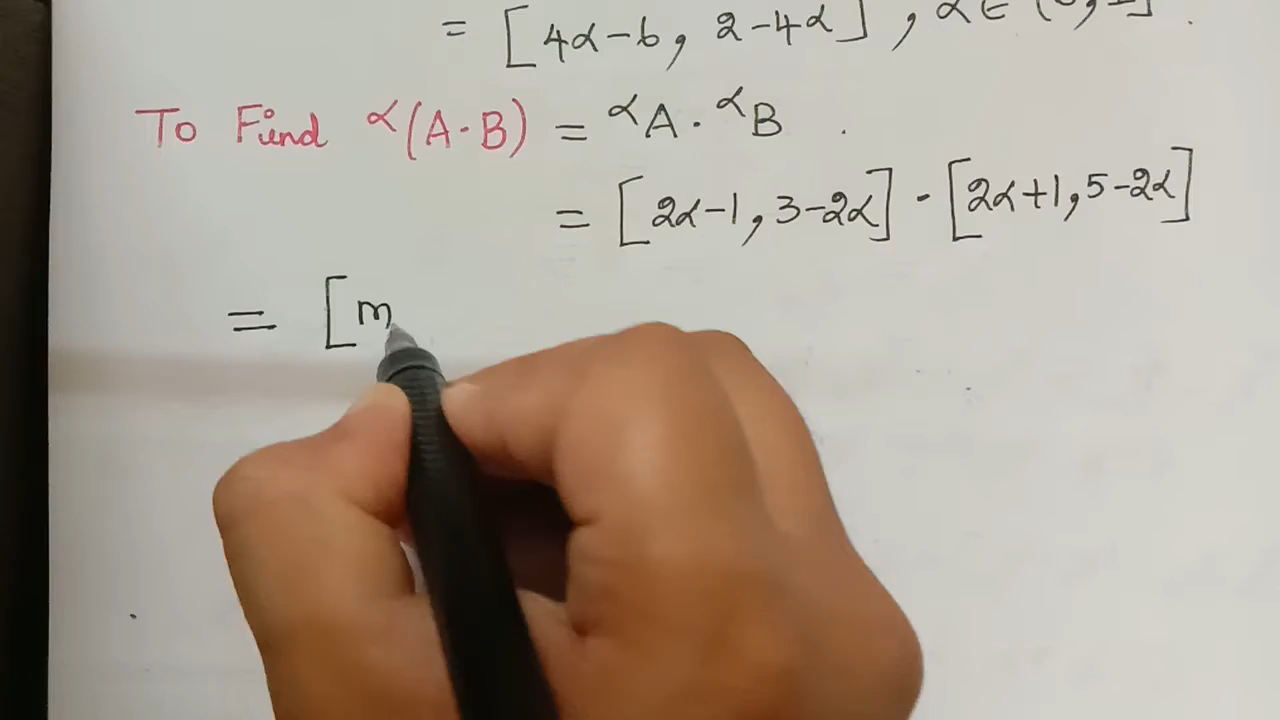 = [4α-6, 2-4α], α∈
To Find α(A·B) = αA · αB .
= [2α-1, 3-2α] · [2α+1, 5-2α]
= [m